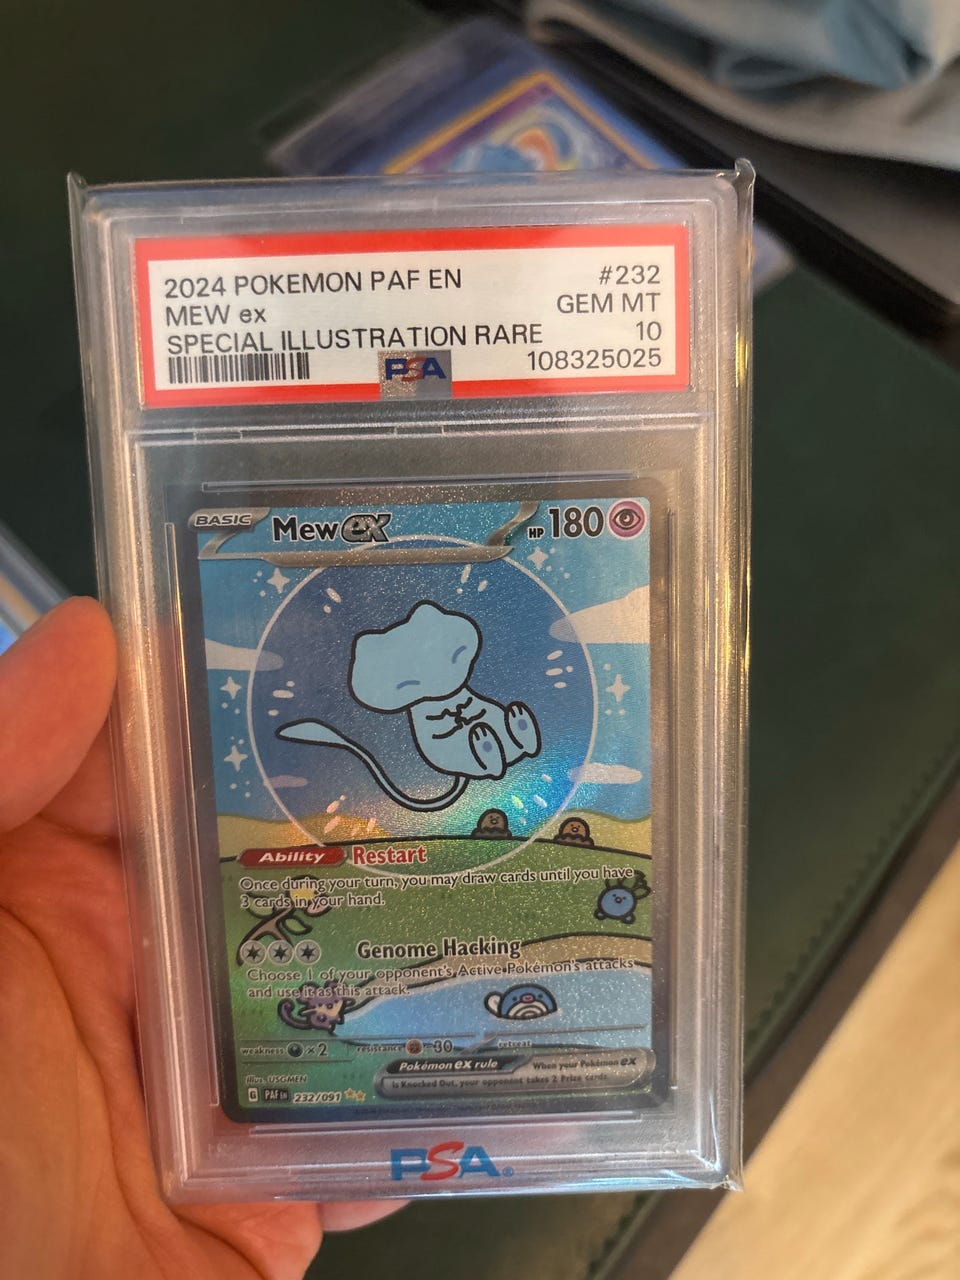 2024 POKEMON PAF EN #232
MEW ex GEM MT
SPECIAL ILLUSTRATION RARE 10
PSA 108325025
BASIC Mew ex HP 180
Ability Restart
Once during your turn, you may draw cards until you have
3 cards in your hand.
Genome Hacking
Choose 1 of your opponent's Active Pokémon's attacks
and use it as this attack.
weakness ×2 resistance -30 retreat
Pokémon ex rule When your Pokémon ex
is Knocked Out, your opponent takes 2 Prize cards.
Illus. USGMEN
G PAF EN 232/091
PSA®